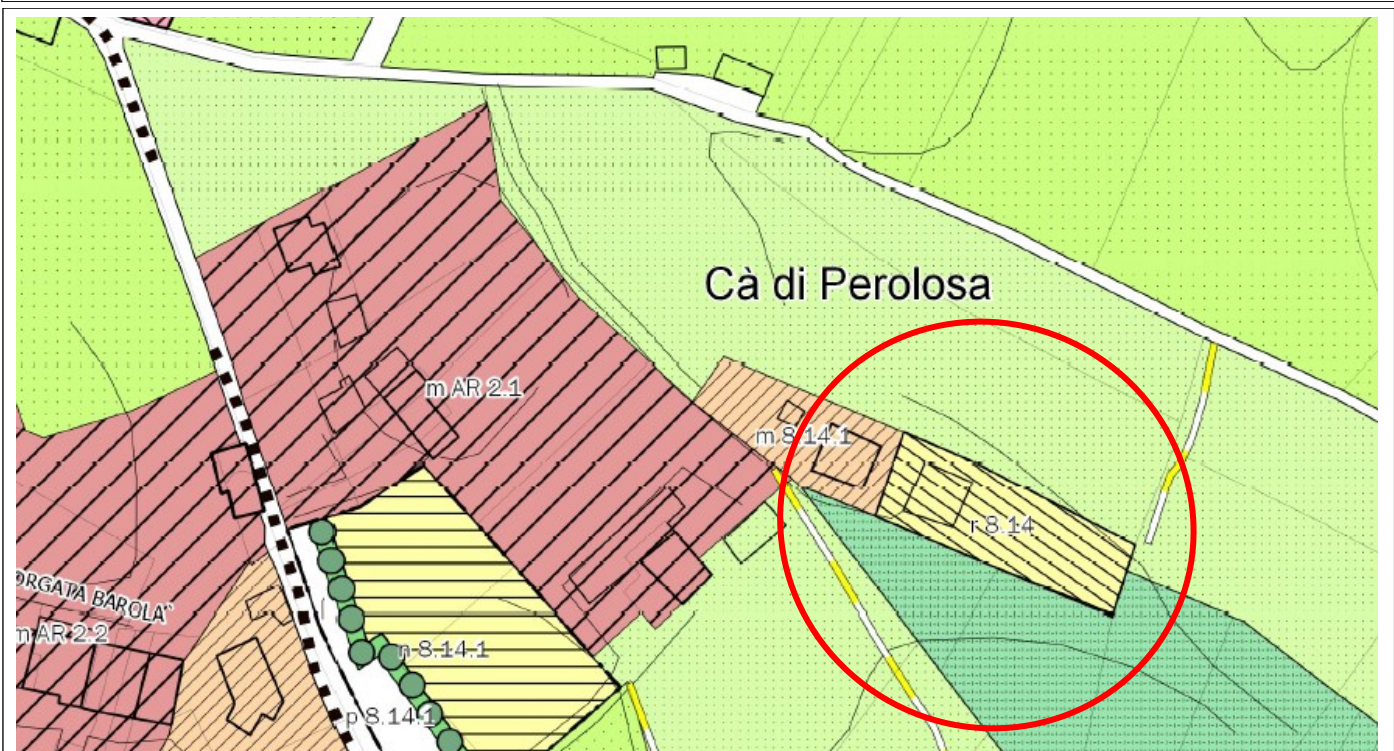 Cà di Perolosa
m AR 2.1
m 8.14.1
r 8.14
ORGATA BAROLA"
m AR 2.2
n 8.14.1
p 8.14.1